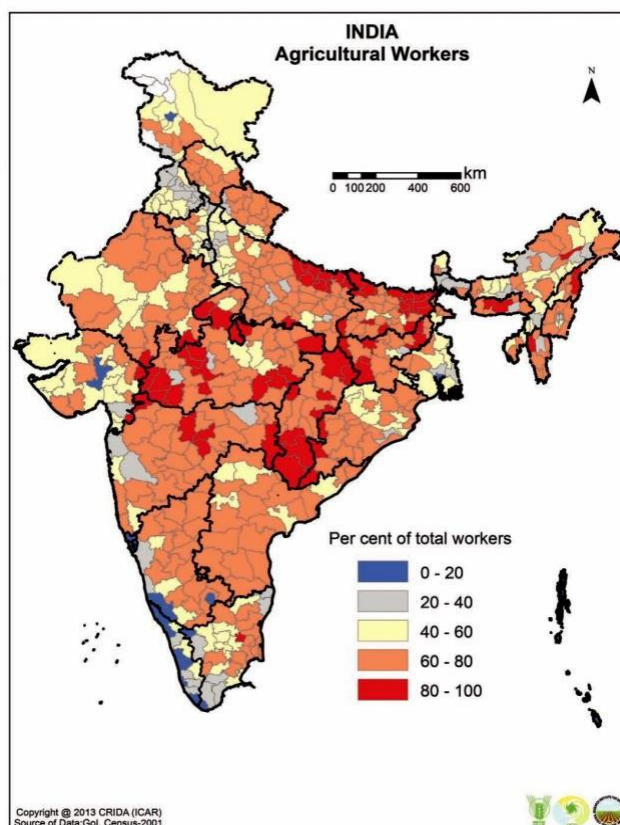 INDIA
Agricultural Workers
N
km
0 100 200 400 600
Per cent of total workers
0 - 20
20 - 40
40 - 60
60 - 80
80 - 100
Copyright @ 2013 CRIDA (ICAR)
Source of Data:GoI, Census-2001